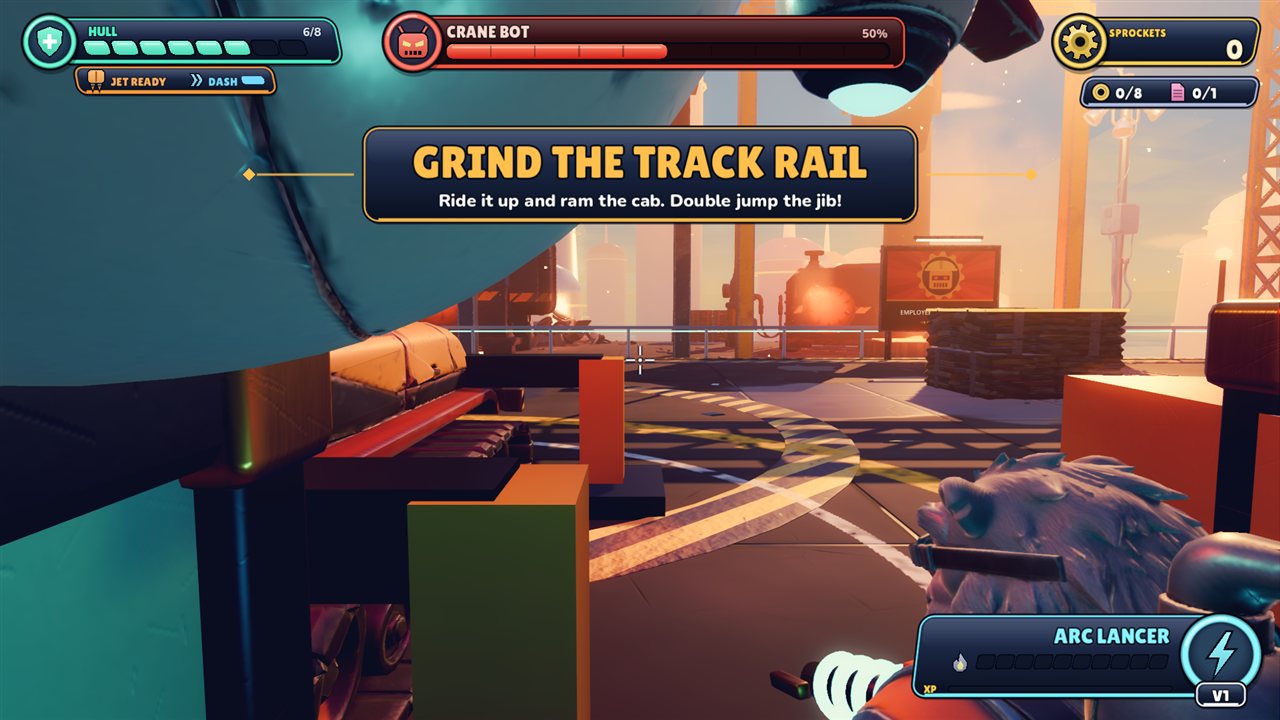 HULL
6/8
JET READY
DASH
CRANE BOT
50%
SPROCKETS
0
0/8
0/1
GRIND THE TRACK RAIL
Ride it up and ram the cab. Double jump the jib!
ARC LANCER
XP
V1